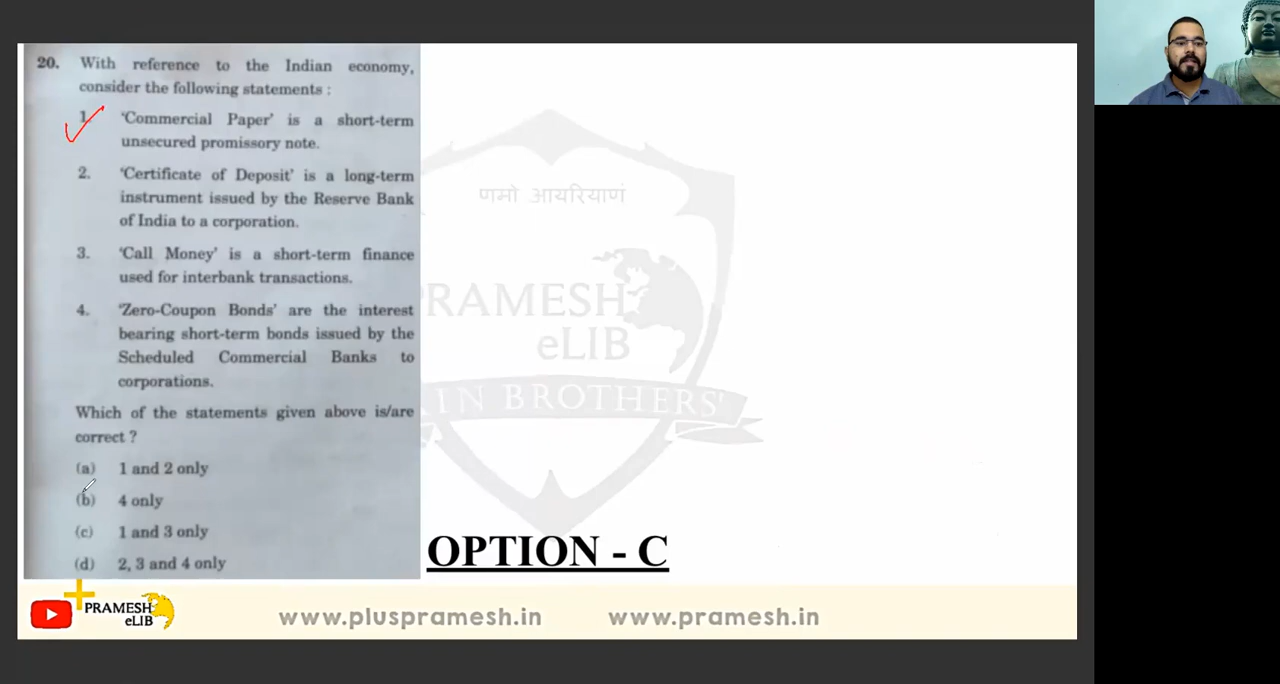 20. With reference to the Indian economy,
consider the following statements :
1. 'Commercial Paper' is a short-term
unsecured promissory note.
2. 'Certificate of Deposit' is a long-term
instrument issued by the Reserve Bank
of India to a corporation.
3. 'Call Money' is a short-term finance
used for interbank transactions.
4. 'Zero-Coupon Bonds' are the interest
bearing short-term bonds issued by the
Scheduled Commercial Banks to
corporations.
Which of the statements given above is/are
correct ?
(a) 1 and 2 only
(b) 4 only
(c) 1 and 3 only
(d) 2, 3 and 4 only
णमो आयरियाणं
PRAMESH
eLIB
IN BROTHERS'
OPTION - C
PRAMESH
eLIB
www.pluspramesh.in www.pramesh.in